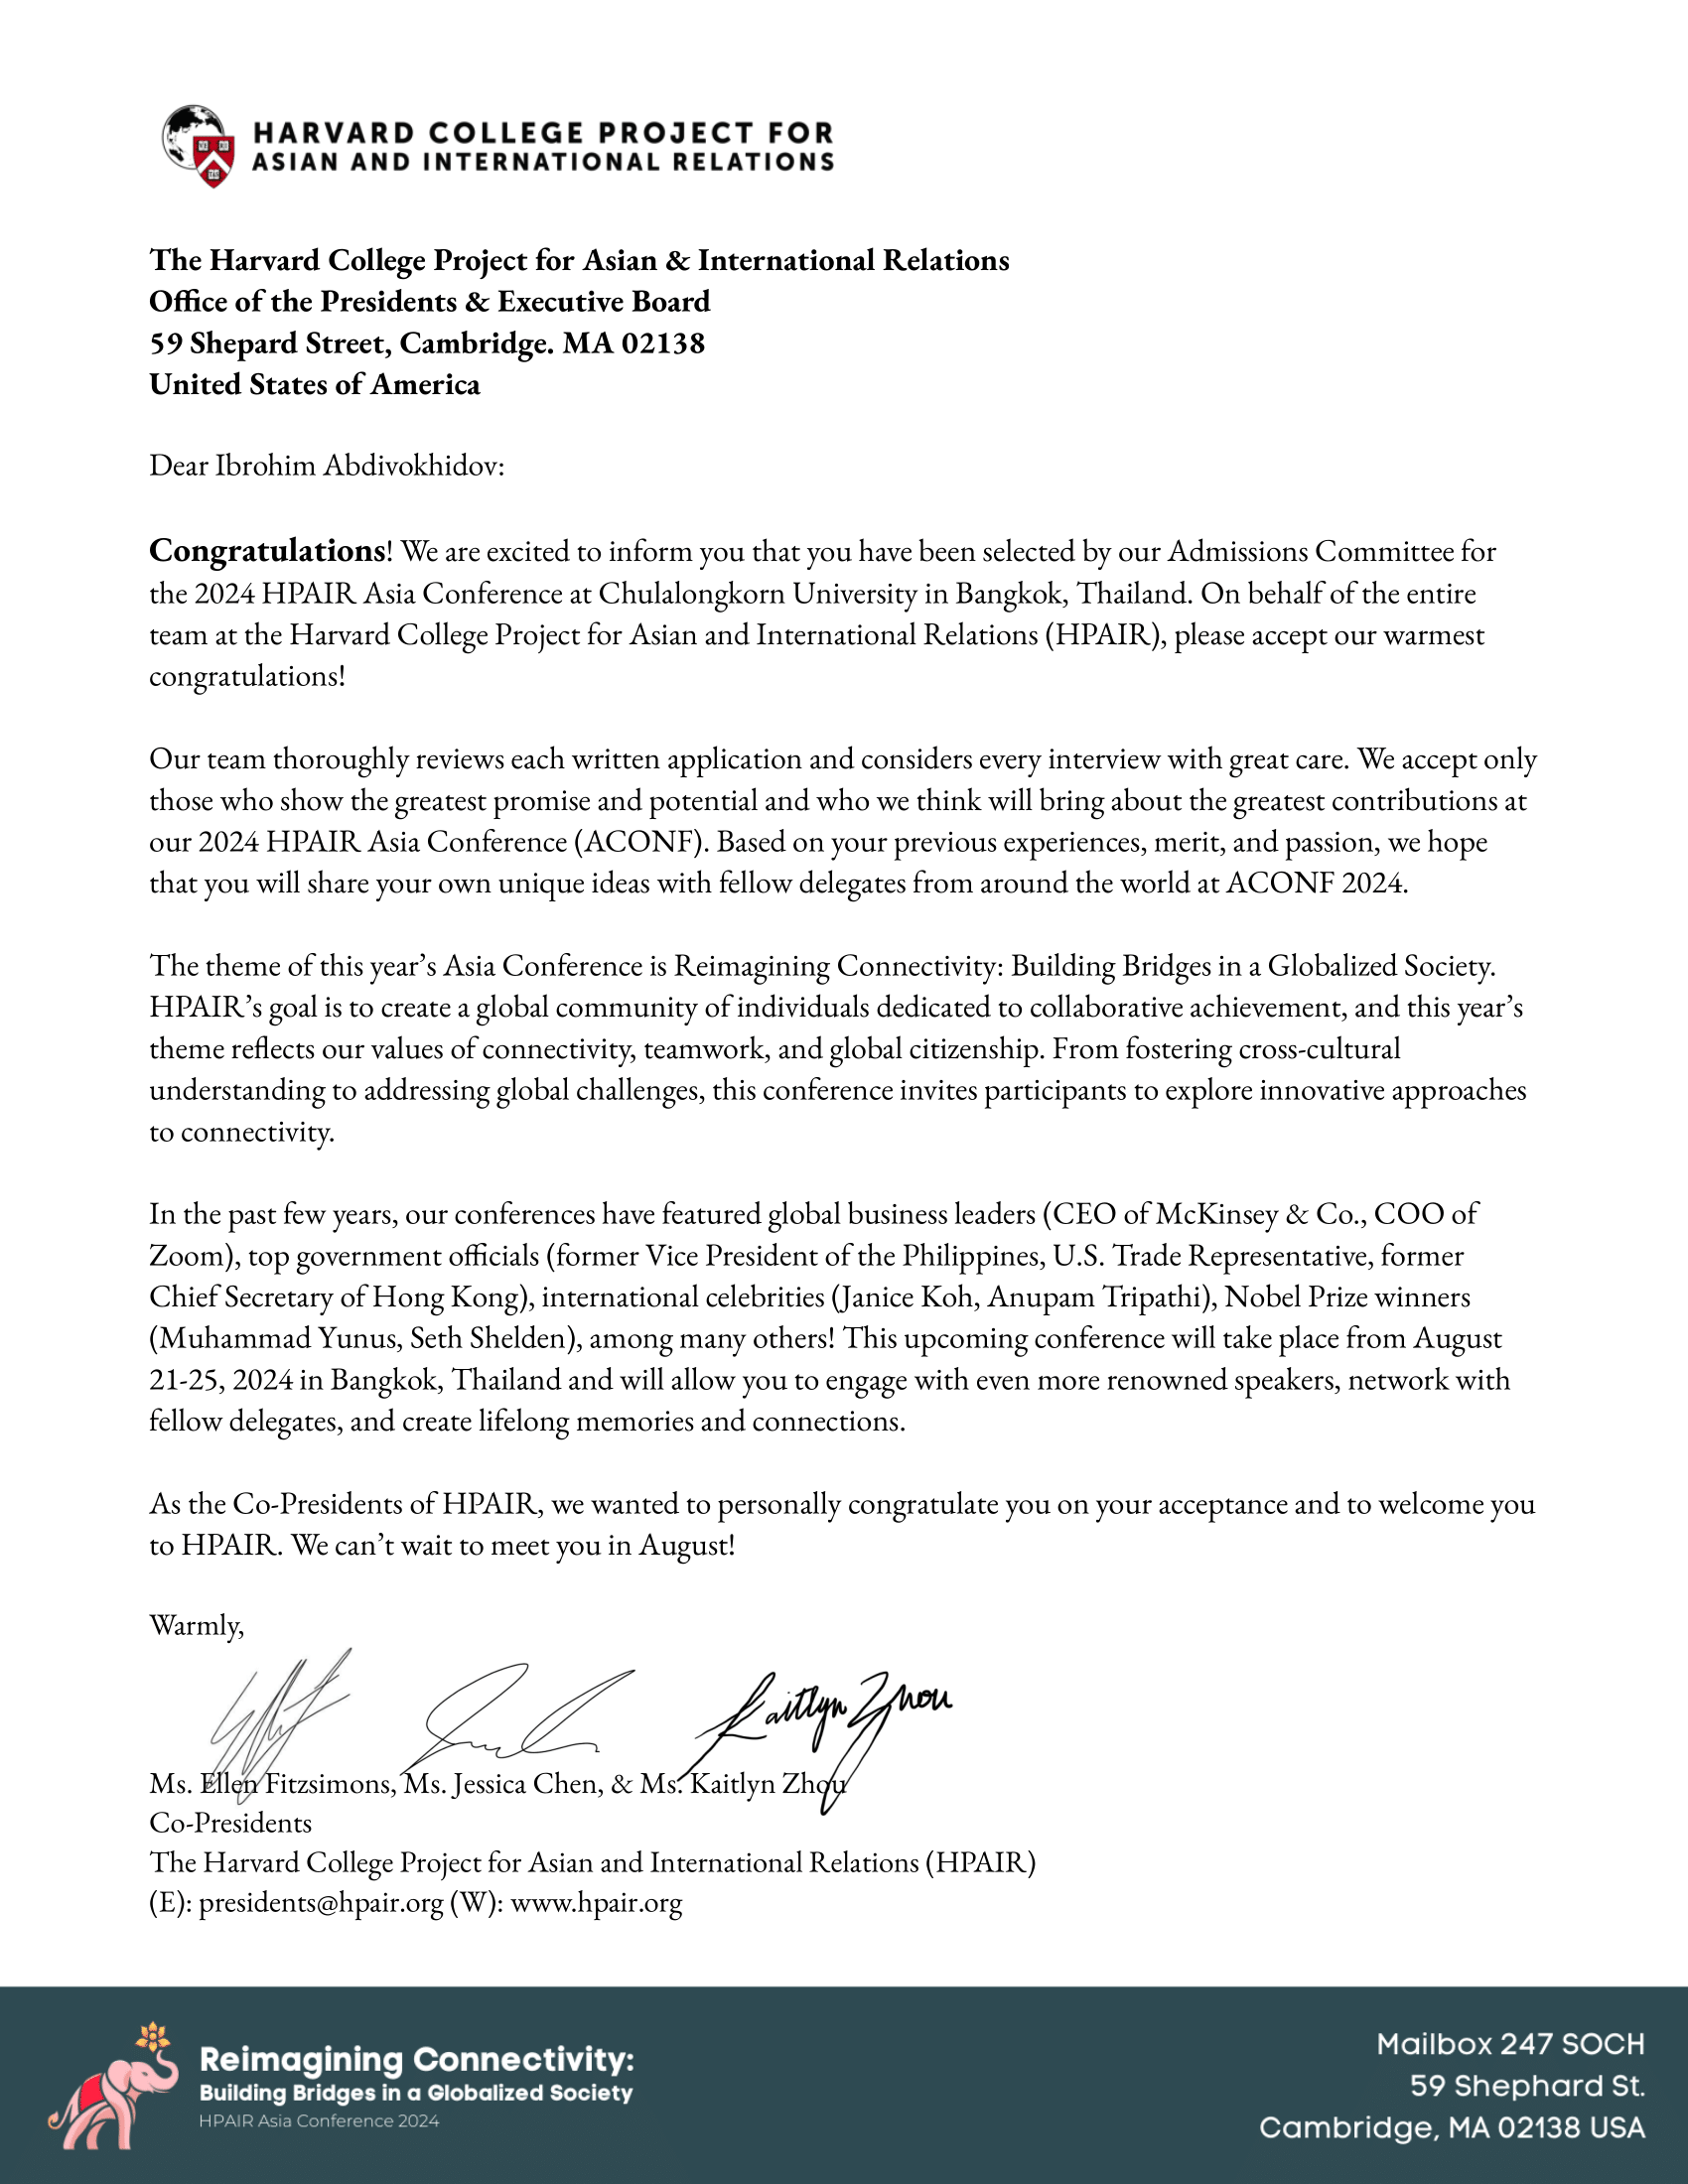 HARVARD COLLEGE PROJECT FOR
ASIAN AND INTERNATIONAL RELATIONS
The Harvard College Project for Asian & International Relations
Office of the Presidents & Executive Board
59 Shepard Street, Cambridge. MA 02138
United States of America
Dear Ibrohim Abdivokhidov:
Congratulations! We are excited to inform you that you have been selected by our Admissions Committee for
the 2024 HPAIR Asia Conference at Chulalongkorn University in Bangkok, Thailand. On behalf of the entire
team at the Harvard College Project for Asian and International Relations (HPAIR), please accept our warmest
congratulations!
Our team thoroughly reviews each written application and considers every interview with great care. We accept only
those who show the greatest promise and potential and who we think will bring about the greatest contributions at
our 2024 HPAIR Asia Conference (ACONF). Based on your previous experiences, merit, and passion, we hope
that you will share your own unique ideas with fellow delegates from around the world at ACONF 2024.
The theme of this year’s Asia Conference is Reimagining Connectivity: Building Bridges in a Globalized Society.
HPAIR’s goal is to create a global community of individuals dedicated to collaborative achievement, and this year’s
theme reflects our values of connectivity, teamwork, and global citizenship. From fostering cross-cultural
understanding to addressing global challenges, this conference invites participants to explore innovative approaches
to connectivity.
In the past few years, our conferences have featured global business leaders (CEO of McKinsey & Co., COO of
Zoom), top government officials (former Vice President of the Philippines, U.S. Trade Representative, former
Chief Secretary of Hong Kong), international celebrities (Janice Koh, Anupam Tripathi), Nobel Prize winners
(Muhammad Yunus, Seth Shelden), among many others! This upcoming conference will take place from August
21-25, 2024 in Bangkok, Thailand and will allow you to engage with even more renowned speakers, network with
fellow delegates, and create lifelong memories and connections.
As the Co-Presidents of HPAIR, we wanted to personally congratulate you on your acceptance and to welcome you
to HPAIR. We can’t wait to meet you in August!
Warmly,
Kaitlyn Zhou
Ms. Ellen Fitzsimons, Ms. Jessica Chen, & Ms. Kaitlyn Zhou
Co-Presidents
The Harvard College Project for Asian and International Relations (HPAIR)
(E): presidents@hpair.org (W): www.hpair.org
Reimagining Connectivity:
Building Bridges in a Globalized Society
HPAIR Asia Conference 2024
Mailbox 247 SOCH
59 Shephard St.
Cambridge, MA 02138 USA